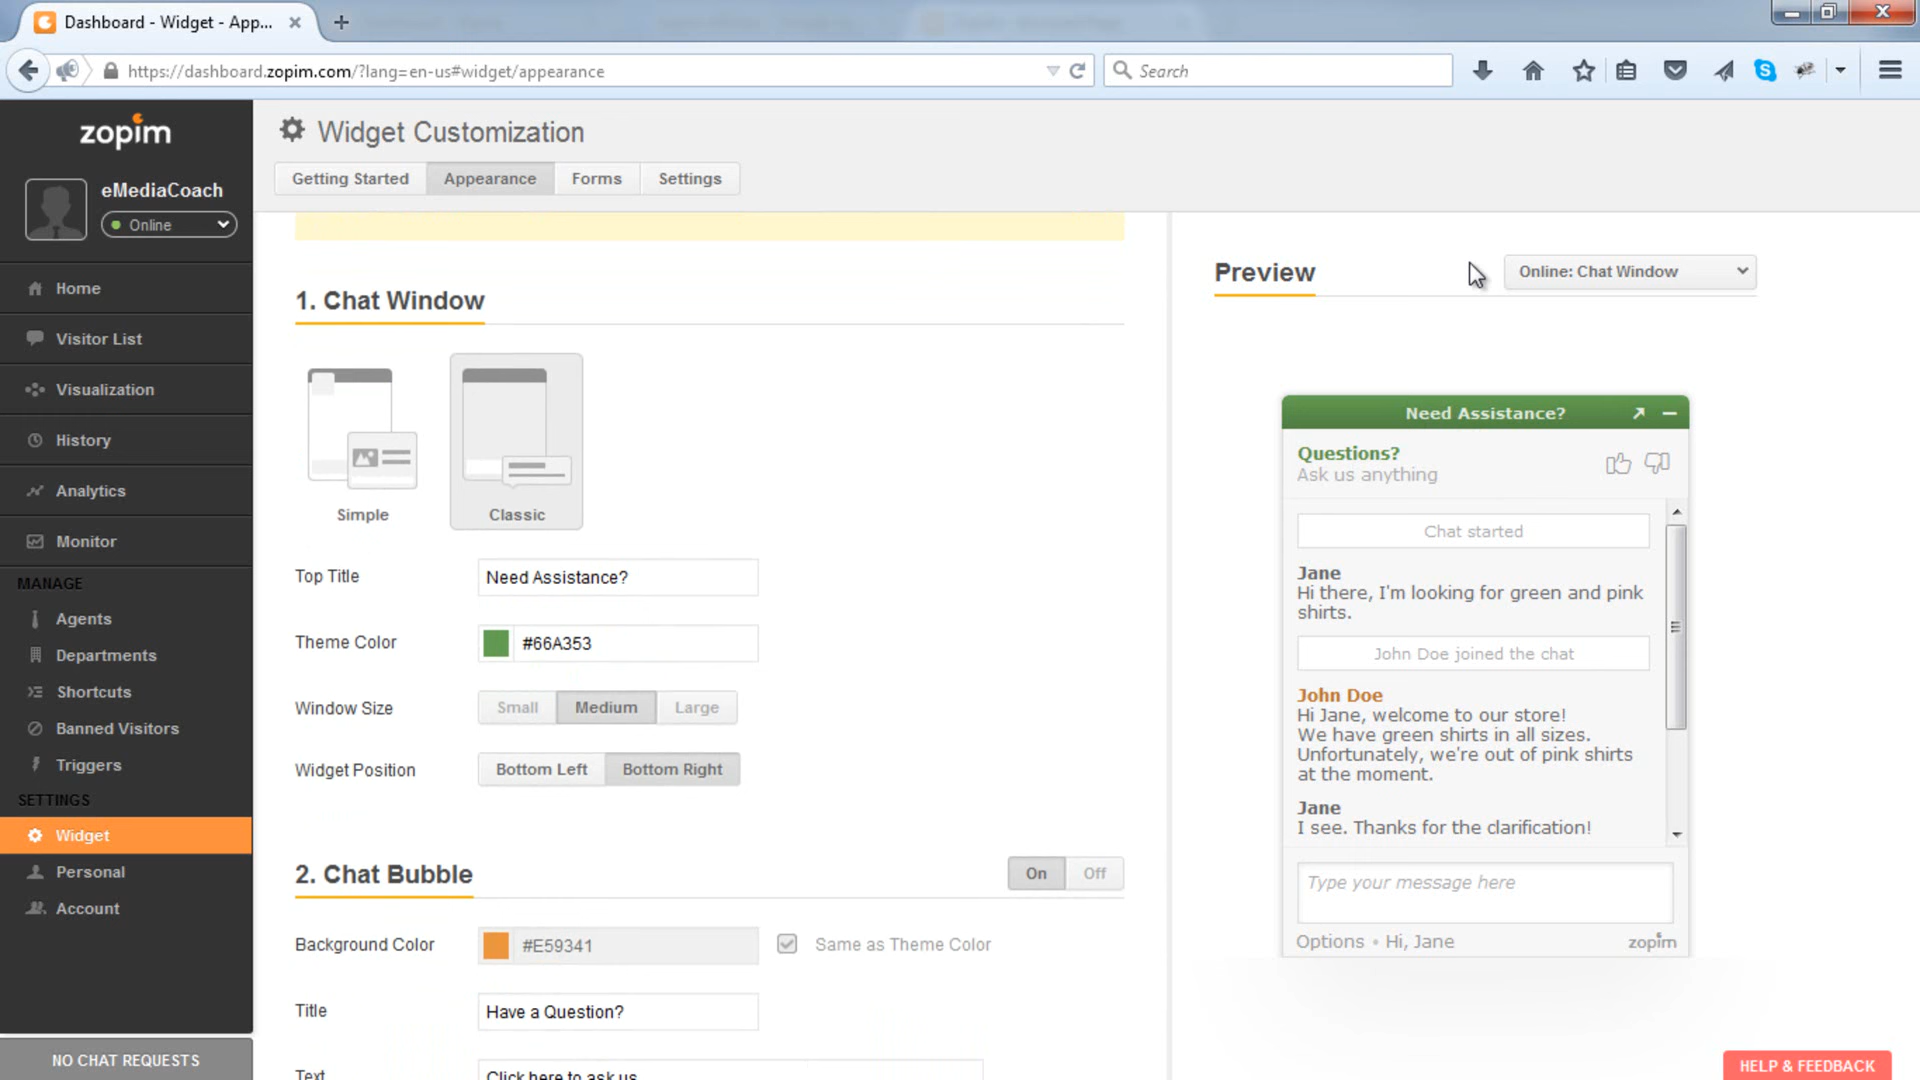 Dashboard - Widget - App...
https://dashboard.zopim.com/?lang=en-us#widget/appearance
Search
zopim
eMediaCoach
Online
Home
Visitor List
Visualization
History
Analytics
Monitor
MANAGE
Agents
Departments
Shortcuts
Banned Visitors
Triggers
SETTINGS
Widget
Personal
Account
NO CHAT REQUESTS
Widget Customization
Getting Started
Appearance
Forms
Settings
1. Chat Window
Simple
Classic
Top Title
Need Assistance?
Theme Color
#66A353
Window Size
Small
Medium
Large
Widget Position
Bottom Left
Bottom Right
2. Chat Bubble
On
Off
Background Color
#E59341
Same as Theme Color
Title
Have a Question?
Text
Click here to ask us
Preview
Online: Chat Window
Need Assistance?
Questions?
Ask us anything
Chat started
Jane
Hi there, I'm looking for green and pink
shirts.
John Doe joined the chat
John Doe
Hi Jane, welcome to our store!
We have green shirts in all sizes.
Unfortunately, we're out of pink shirts
at the moment.
Jane
I see. Thanks for the clarification!
Type your message here
Options • Hi, Jane
zopim
HELP & FEEDBACK